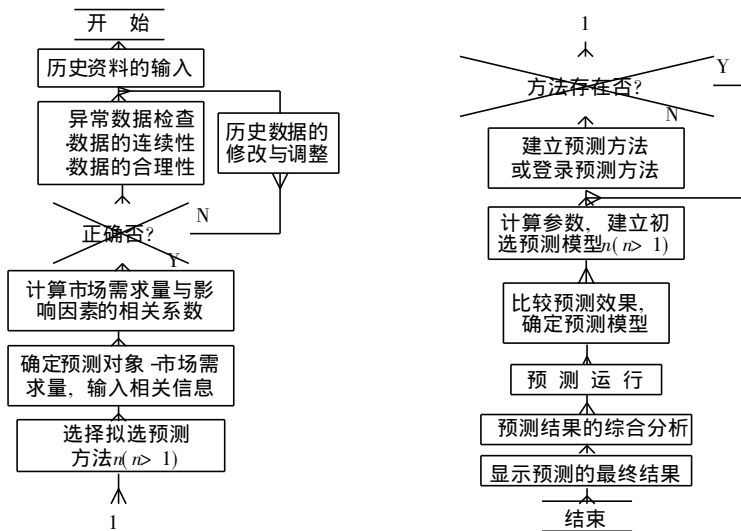 开 始
历史资料的输入
异常数据检查
·数据的连续性
·数据的合理性
历史数据的
修改与调整
正确否?
N
Y
计算市场需求量与影
响因素的相关系数
确定预测对象-市场需
求量，输入相关信息
选择拟选预测
方法n(n>1)
1
1
方法存在否?
Y
N
建立预测方法
或登录预测方法
计算参数，建立初
选预测模型n(n>1)
比较预测效果，
确定预测模型
预 测 运 行
预测结果的综合分析
显示预测的最终结果
结束